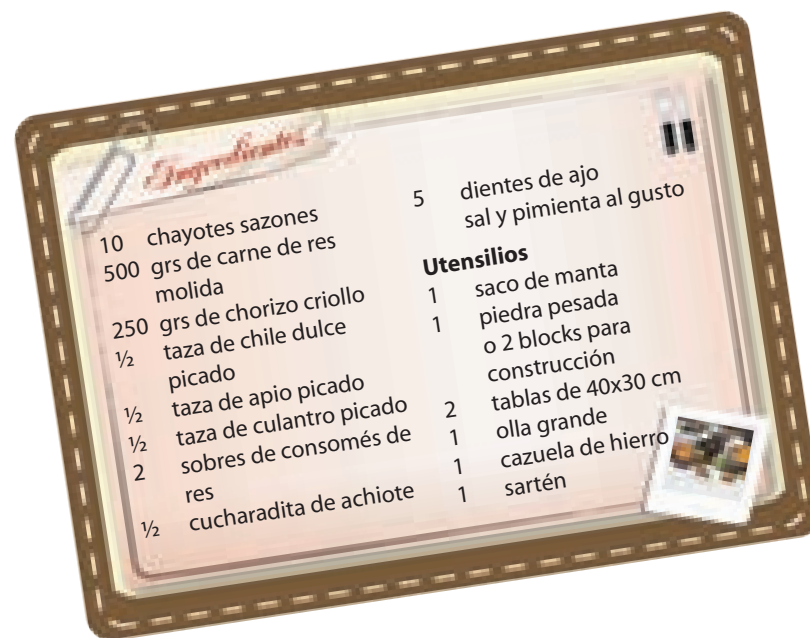 Ingredientes
10 chayotes sazones
500 grs de carne de res
molida
250 grs de chorizo criollo
½ taza de chile dulce
picado
½ taza de apio picado
½ taza de culantro picado
2 sobres de consomés de
res
½ cucharadita de achiote
5 dientes de ajo
sal y pimienta al gusto
Utensilios
1 saco de manta
1 piedra pesada
o 2 blocks para
construcción
2 tablas de 40x30 cm
1 olla grande
1 cazuela de hierro
1 sartén